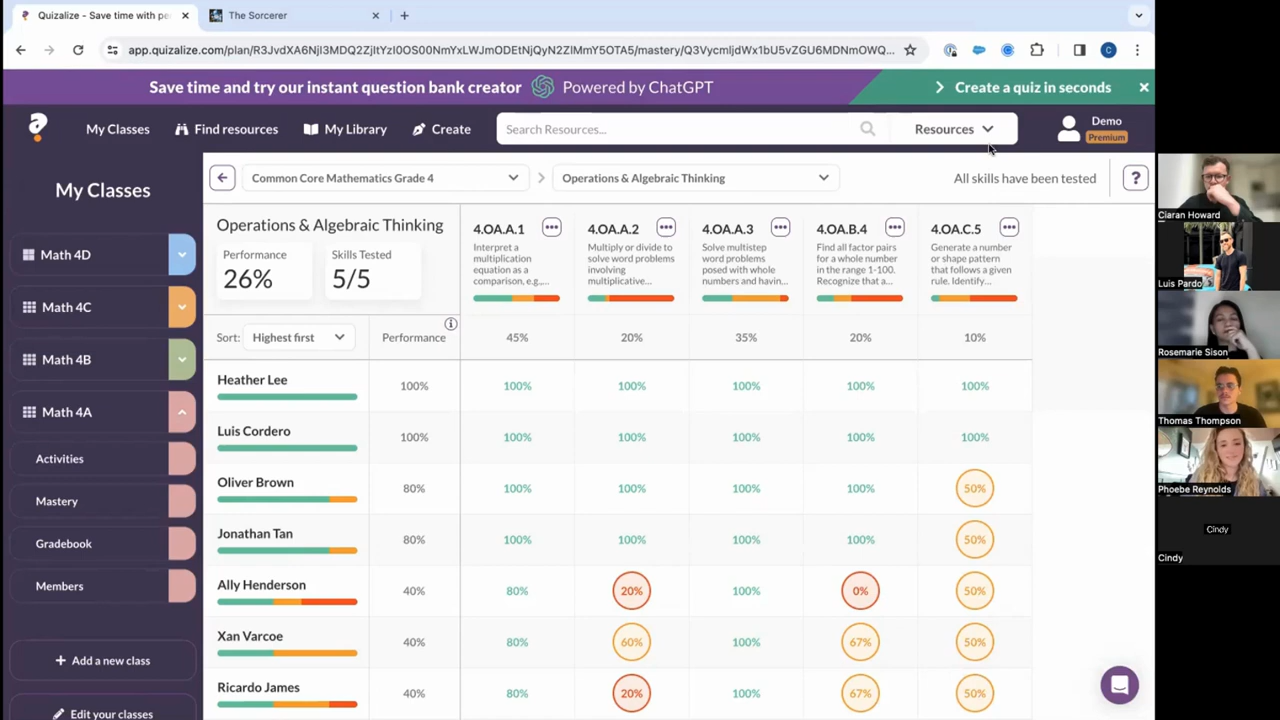 Quizalize - Save time with pe
The Sorcerer
app.quizalize.com/plan/R3JvdXA6NjI3MDQ2ZjItYzI0OS00NmYxLWJmODEtNjQyN2ZIMmY5OTA5/mastery/Q3VycmljdWx1bU5vZGU6MDNmOWQ...
C
Save time and try our instant question bank creator
Powered by ChatGPT
Create a quiz in seconds
My Classes
Find resources
My Library
Create
Search Resources...
Resources
Demo
Premium
My Classes
Math 4D
Math 4C
Math 4B
Math 4A
Activities
Mastery
Gradebook
Members
+ Add a new class
Edit your classes
Common Core Mathematics Grade 4
Operations & Algebraic Thinking
All skills have been tested
?
Operations & Algebraic Thinking
Performance
26%
Skills Tested
5/5
4.OA.A.1
Interpret a
multiplication
equation as a
comparison, e.g.,...
4.OA.A.2
Multiply or divide to
solve word problems
involving
multiplicative...
4.OA.A.3
Solve multistep
word problems
posed with whole
numbers and havin...
4.OA.B.4
Find all factor pairs
for a whole number
in the range 1-100.
Recognize that a...
4.OA.C.5
Generate a number
or shape pattern
that follows a given
rule. Identify...
Sort: Highest first
Performance
45% 20% 35% 20% 10%
Heather Lee 100% 100% 100% 100% 100% 100%
Luis Cordero 100% 100% 100% 100% 100% 100%
Oliver Brown 80% 100% 100% 100% 100% 50%
Jonathan Tan 80% 100% 100% 100% 100% 50%
Ally Henderson 40% 80% 20% 100% 0% 50%
Xan Varcoe 40% 80% 60% 100% 67% 50%
Ricardo James 40% 80% 20% 100% 67% 50%
Ciaran Howard
Luis Pardo
Rosemarie Sison
Thomas Thompson
Phoebe Reynolds
Cindy
Cindy